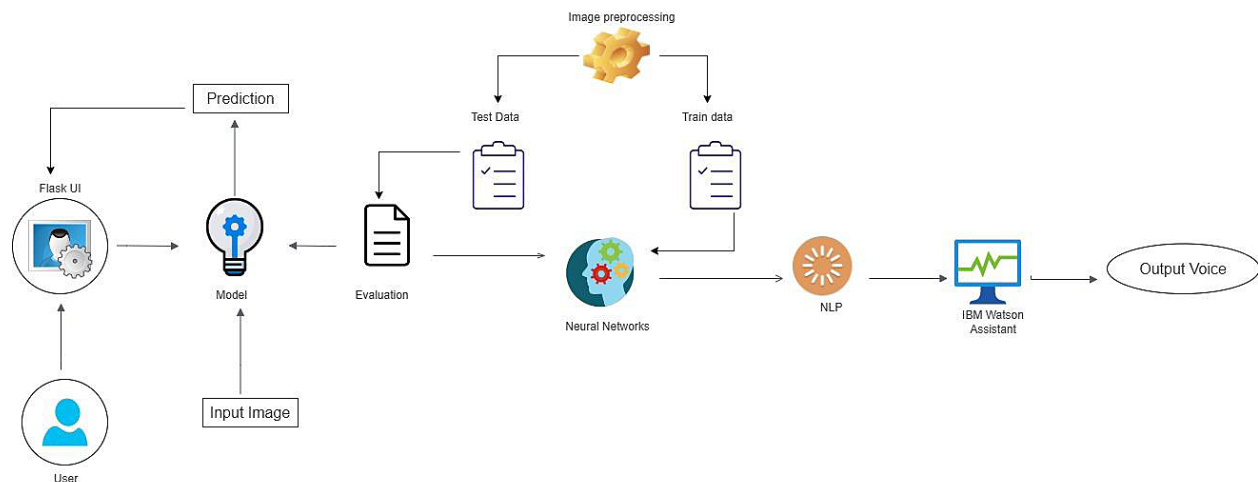 Image preprocessing
Prediction
Test Data
Train data
Flask UI
Model
Evaluation
Neural Networks
NLP
IBM Watson
Assistant
Output Voice
Input Image
User